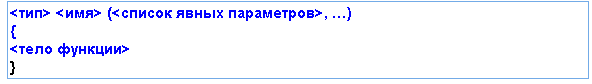 <тип> <имя> (<список явных параметров>, ...)
{
<тело функции>
}